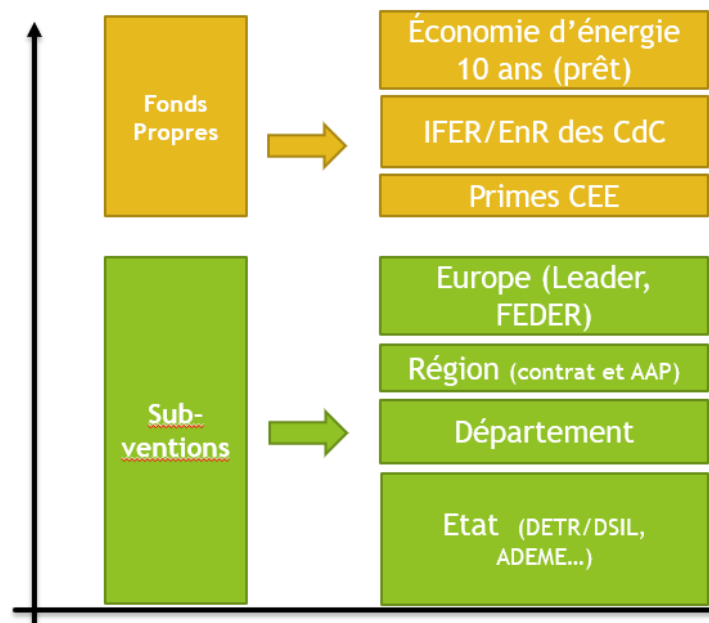 Fonds
Propres
Économie d’énergie
10 ans (prêt)
IFER/EnR des CdC
Primes CEE
Sub-
ventions
Europe (Leader,
FEDER)
Région (contrat et AAP)
Département
Etat (DETR/DSIL,
ADEME…)